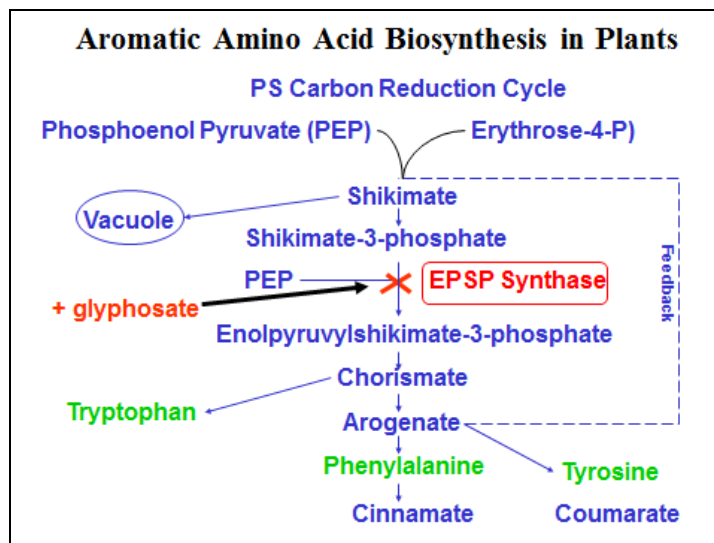 Aromatic Amino Acid Biosynthesis in Plants
PS Carbon Reduction Cycle
Phosphoenol Pyruvate (PEP) Erythrose-4-P)
Shikimate
Vacuole
Shikimate-3-phosphate
PEP EPSP Synthase
+ glyphosate
Feedback
Enolpyruvylshikimate-3-phosphate
Chorismate
Tryptophan
Arogenate
Phenylalanine
Tyrosine
Cinnamate Coumarate